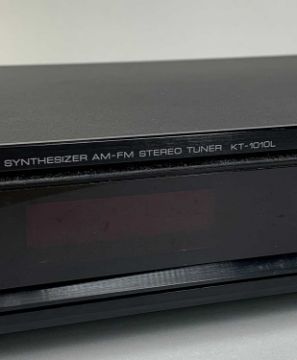 SYNTHESIZER AM-FM STEREO TUNER KT-1010L